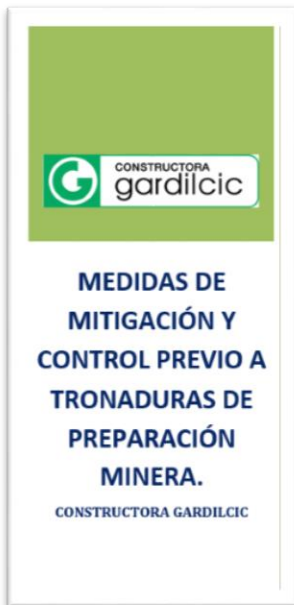 CONSTRUCTORA
gardilcic
MEDIDAS DE
MITIGACIÓN Y
CONTROL PREVIO A
TRONADURAS DE
PREPARACIÓN
MINERA.
CONSTRUCTORA GARDILCIC